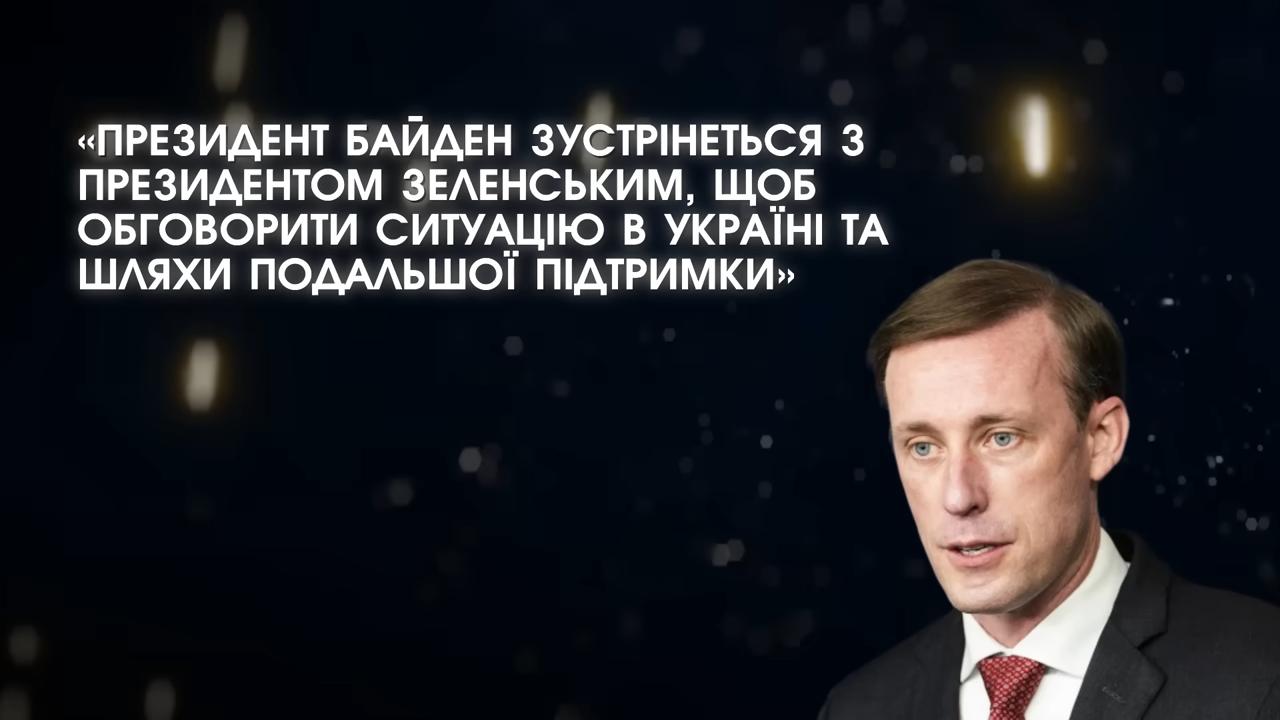 «ПРЕЗИДЕНТ БАЙДЕН ЗУСТРІНЕТЬСЯ З
ПРЕЗИДЕНТОМ ЗЕЛЕНСЬКИМ, ЩОБ
ОБГОВОРИТИ СИТУАЦІЮ В УКРАЇНІ ТА
ШЛЯХИ ПОДАЛЬШОЇ ПІДТРИМКИ»